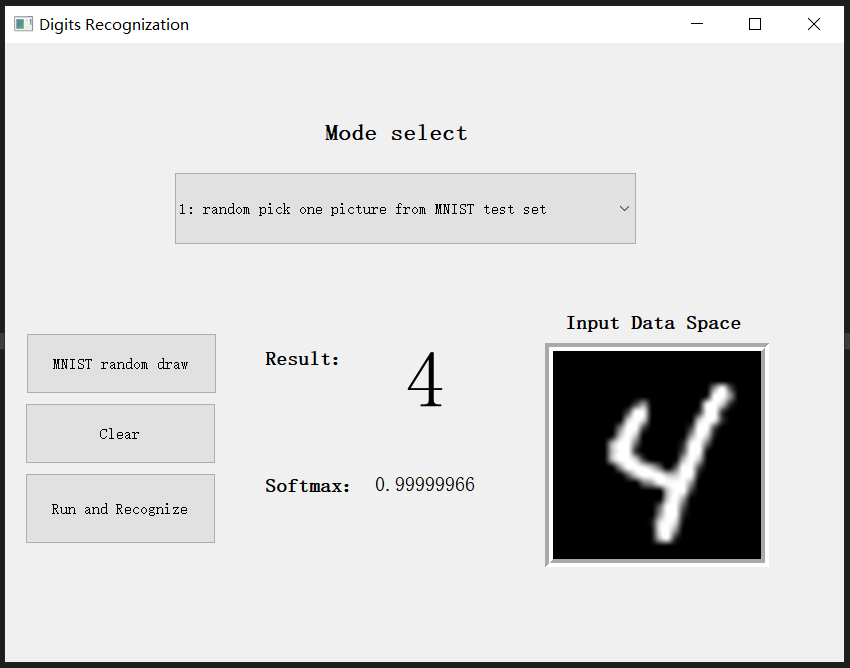 Digits Recognization
Mode select
1: random pick one picture from MNIST test set
Input Data Space
MNIST random draw
Result:
4
4
Clear
Softmax:
0.99999966
Run and Recognize